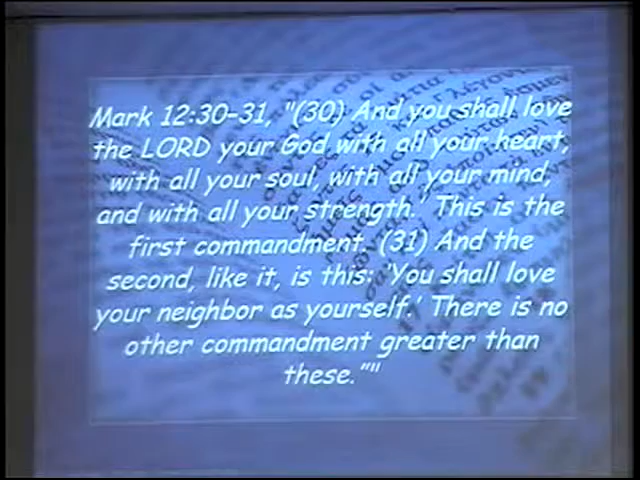 Mark 12:30-31, "(30) And you shall love
the LORD your God with all your heart,
with all your soul, with all your mind,
and with all your strength.' This is the
first commandment. (31) And the
second, like it, is this: 'You shall love
your neighbor as yourself.' There is no
other commandment greater than
these.""